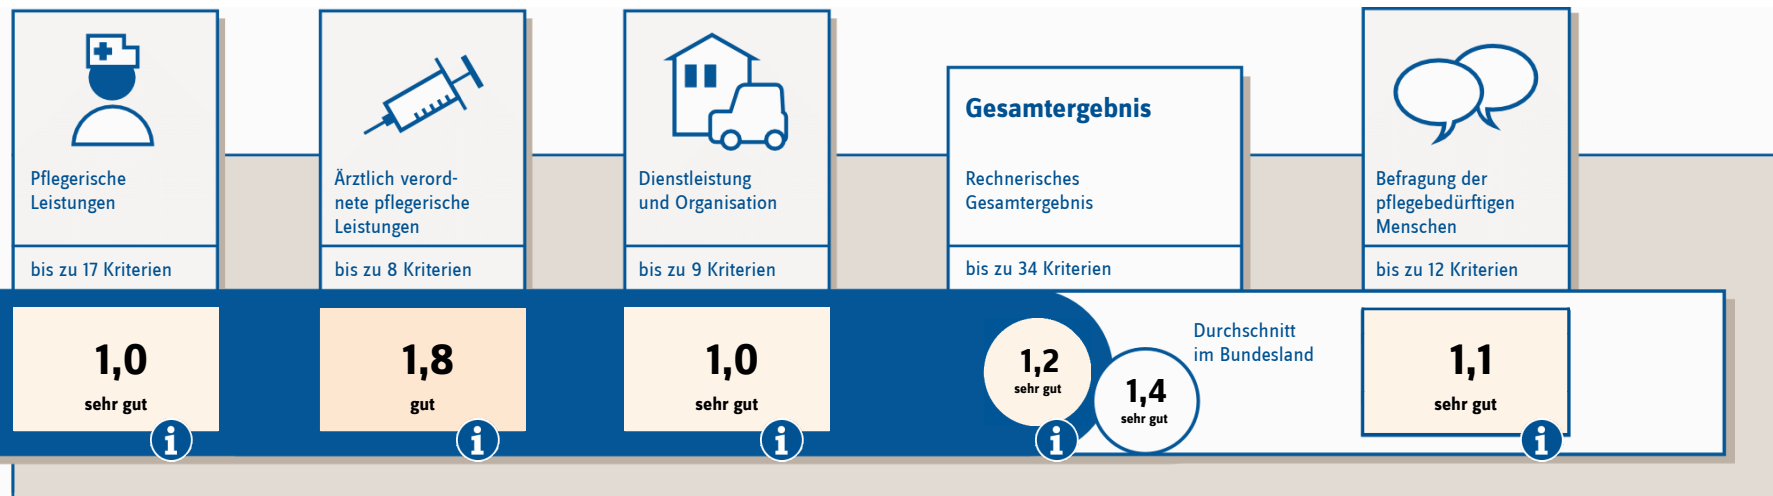 Pflegerische
Leistungen
bis zu 17 Kriterien
1,0
sehr gut
i
Ärztlich verord-
nete pflegerische
Leistungen
bis zu 8 Kriterien
1,8
gut
i
Dienstleistung
und Organisation
bis zu 9 Kriterien
1,0
sehr gut
i
Gesamtergebnis
Rechnerisches
Gesamtergebnis
bis zu 34 Kriterien
1,2
sehr gut
i
1,4
sehr gut
Durchschnitt
im Bundesland
Befragung der
pflegebedürftigen
Menschen
bis zu 12 Kriterien
1,1
sehr gut
i